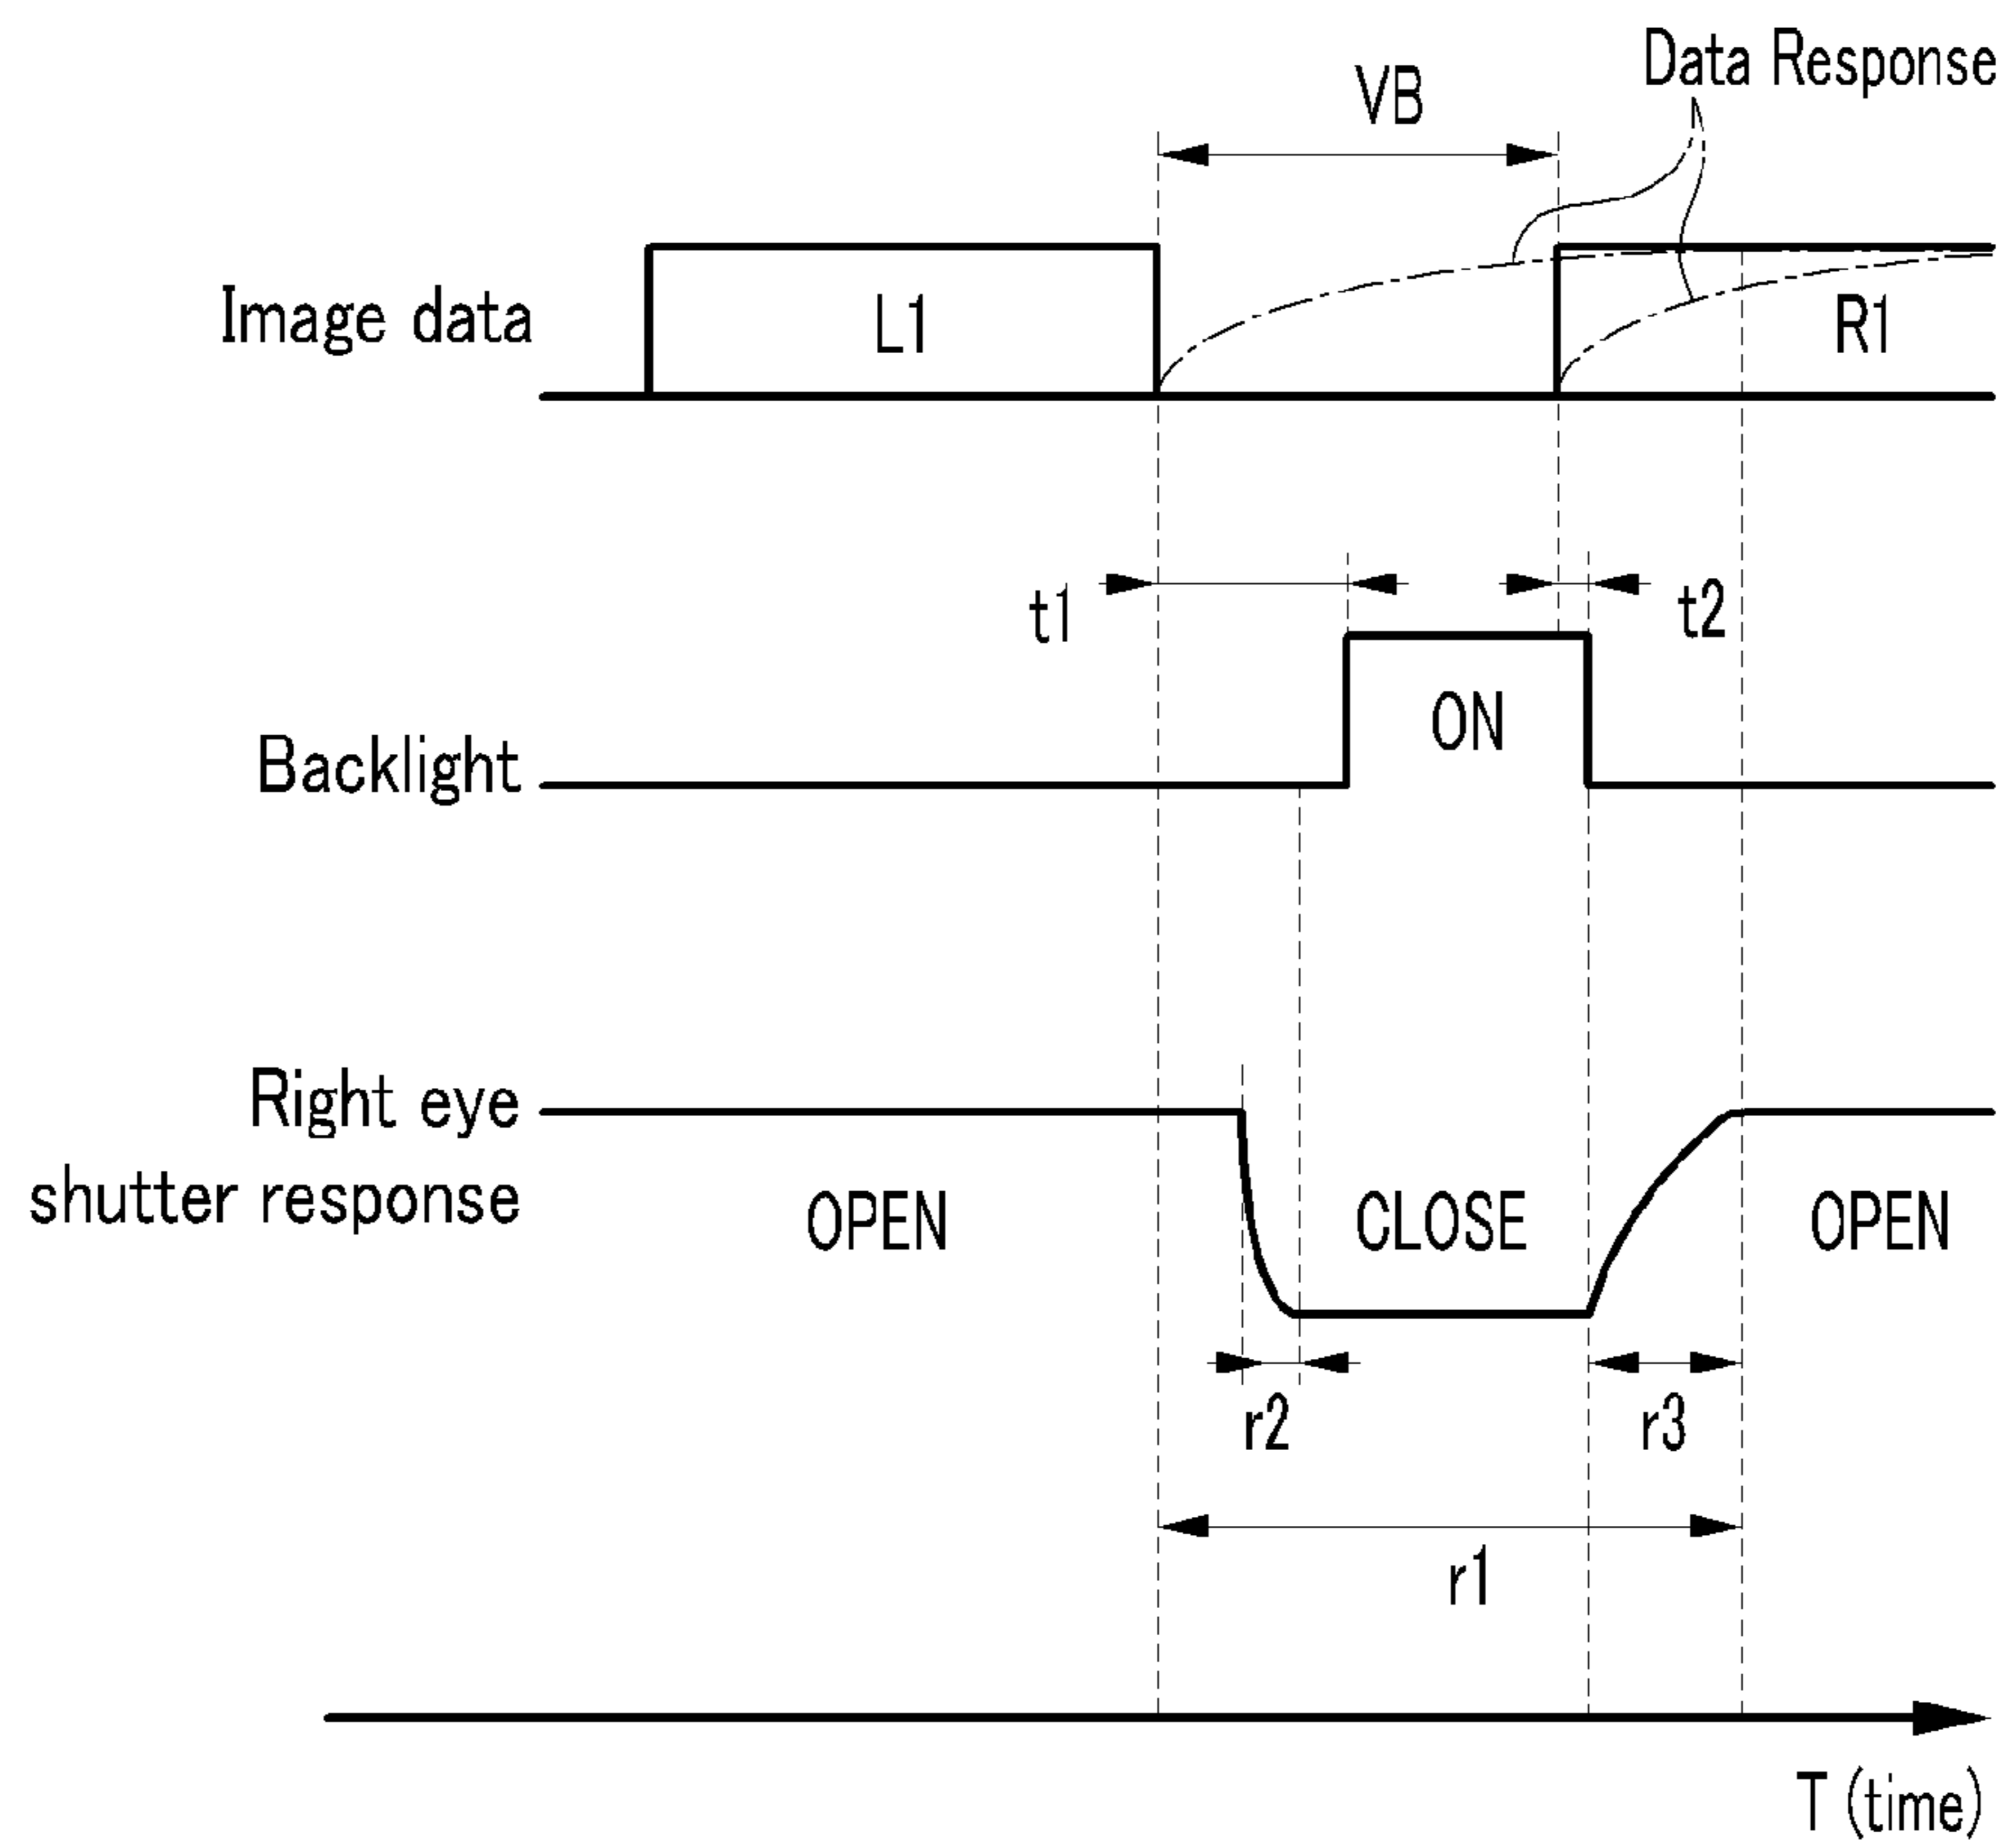 Data Response
VB
Image data
L1
R1
t1
t2
ON
Backlight
Right eye
shutter response
OPEN
CLOSE
OPEN
r2
r3
r1
T (time)